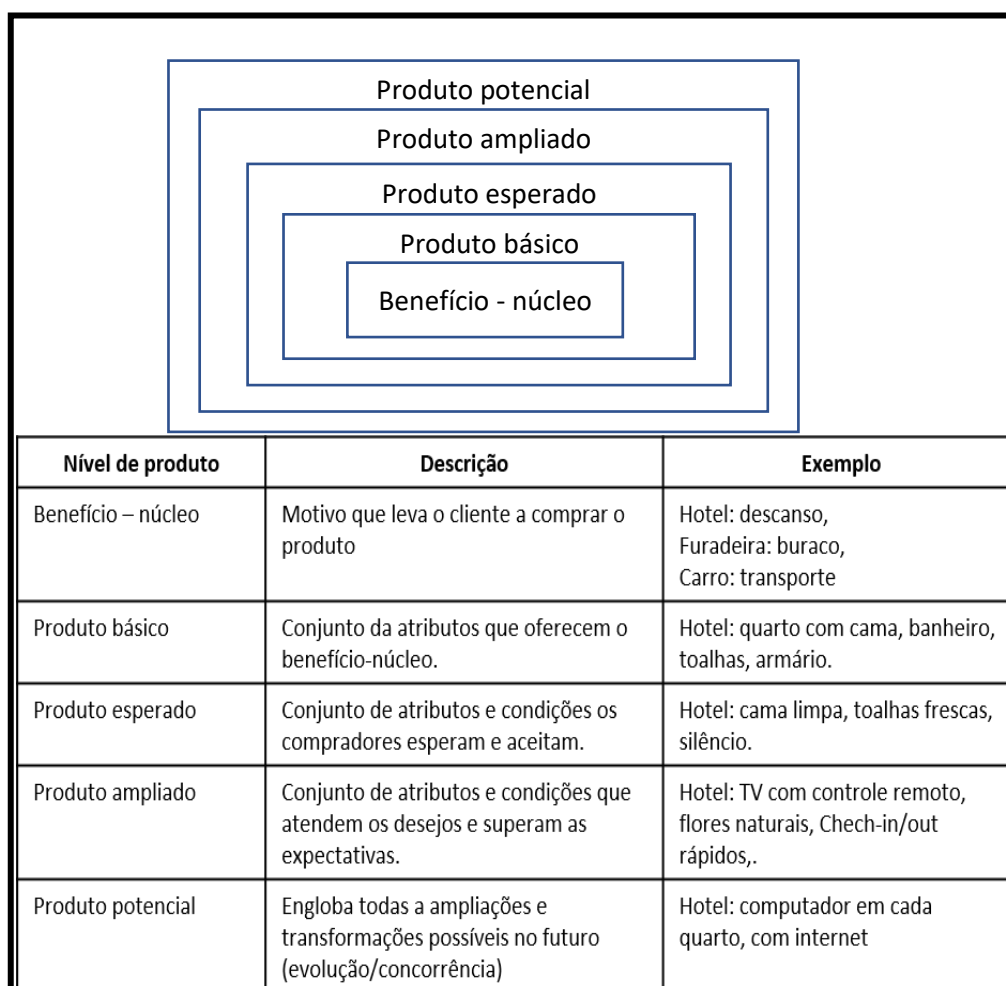 Produto potencial
Produto ampliado
Produto esperado
Produto básico
Benefício - núcleo
Nível de produto
Descrição
Exemplo
Benefício – núcleo
Motivo que leva o cliente a comprar o
produto
Hotel: descanso,
Furadeira: buraco,
Carro: transporte
Produto básico
Conjunto da atributos que oferecem o
benefício-núcleo.
Hotel: quarto com cama, banheiro,
toalhas, armário.
Produto esperado
Conjunto de atributos e condições os
compradores esperam e aceitam.
Hotel: cama limpa, toalhas frescas,
silêncio.
Produto ampliado
Conjunto de atributos e condições que
atendem os desejos e superam as
expectativas.
Hotel: TV com controle remoto,
flores naturais, Chech-in/out
rápidos,.
Produto potencial
Engloba todas a ampliações e
transformações possíveis no futuro
(evolução/concorrência)
Hotel: computador em cada
quarto, com internet